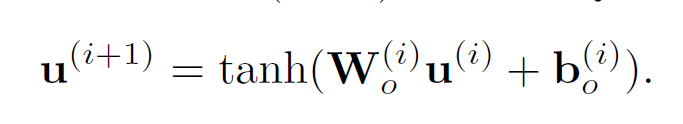 𝐮^(i+1) = tanh(𝐖_o^(i) 𝐮^(i) + 𝐛_o^(i)).